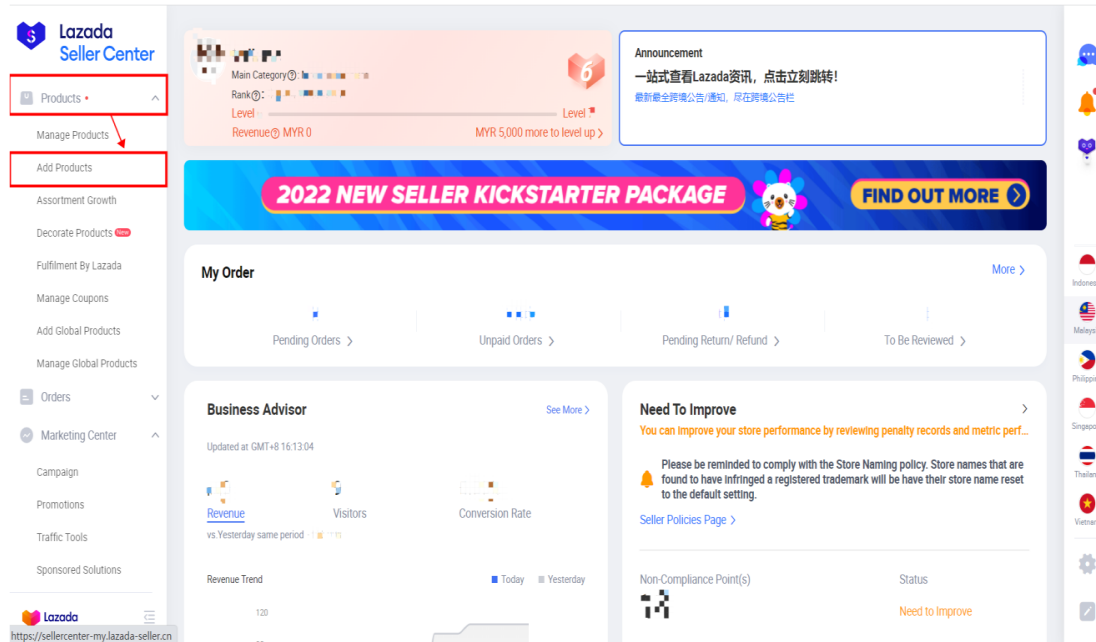 Lazada
Seller Center
Products
Manage Products
Add Products
Assortment Growth
Decorate Products New
Fulfilment By Lazada
Manage Coupons
Add Global Products
Manage Global Products
Orders
Marketing Center
Campaign
Promotions
Traffic Tools
Sponsored Solutions
Lazada
https://sellercenter-my.lazada-seller.cn
Main Category
Rank
Level
Level
Revenue MYR 0
MYR 5,000 more to level up >
6
Announcement
一站式查看Lazada资讯，点击立刻跳转！
最新最全跨境公告/通知，尽在跨境公告栏
2022 NEW SELLER KICKSTARTER PACKAGE
FIND OUT MORE
My Order
More >
Pending Orders >
Unpaid Orders >
Pending Return/ Refund >
To Be Reviewed >
Business Advisor
See More >
Updated at GMT+8 16:13:04
Revenue
Visitors
Conversion Rate
vs.Yesterday same period
Revenue Trend
Today
Yesterday
120
Need To Improve
You can improve your store performance by reviewing penalty records and metric perf...
Please be reminded to comply with the Store Naming policy. Store names that are
found to have infringed a registered trademark will be have their store name reset
to the default setting.
Seller Policies Page >
Non-Compliance Point(s)
Status
Need to Improve
Indones
Malays
Philippi
Singapo
Thailan
Vietnar